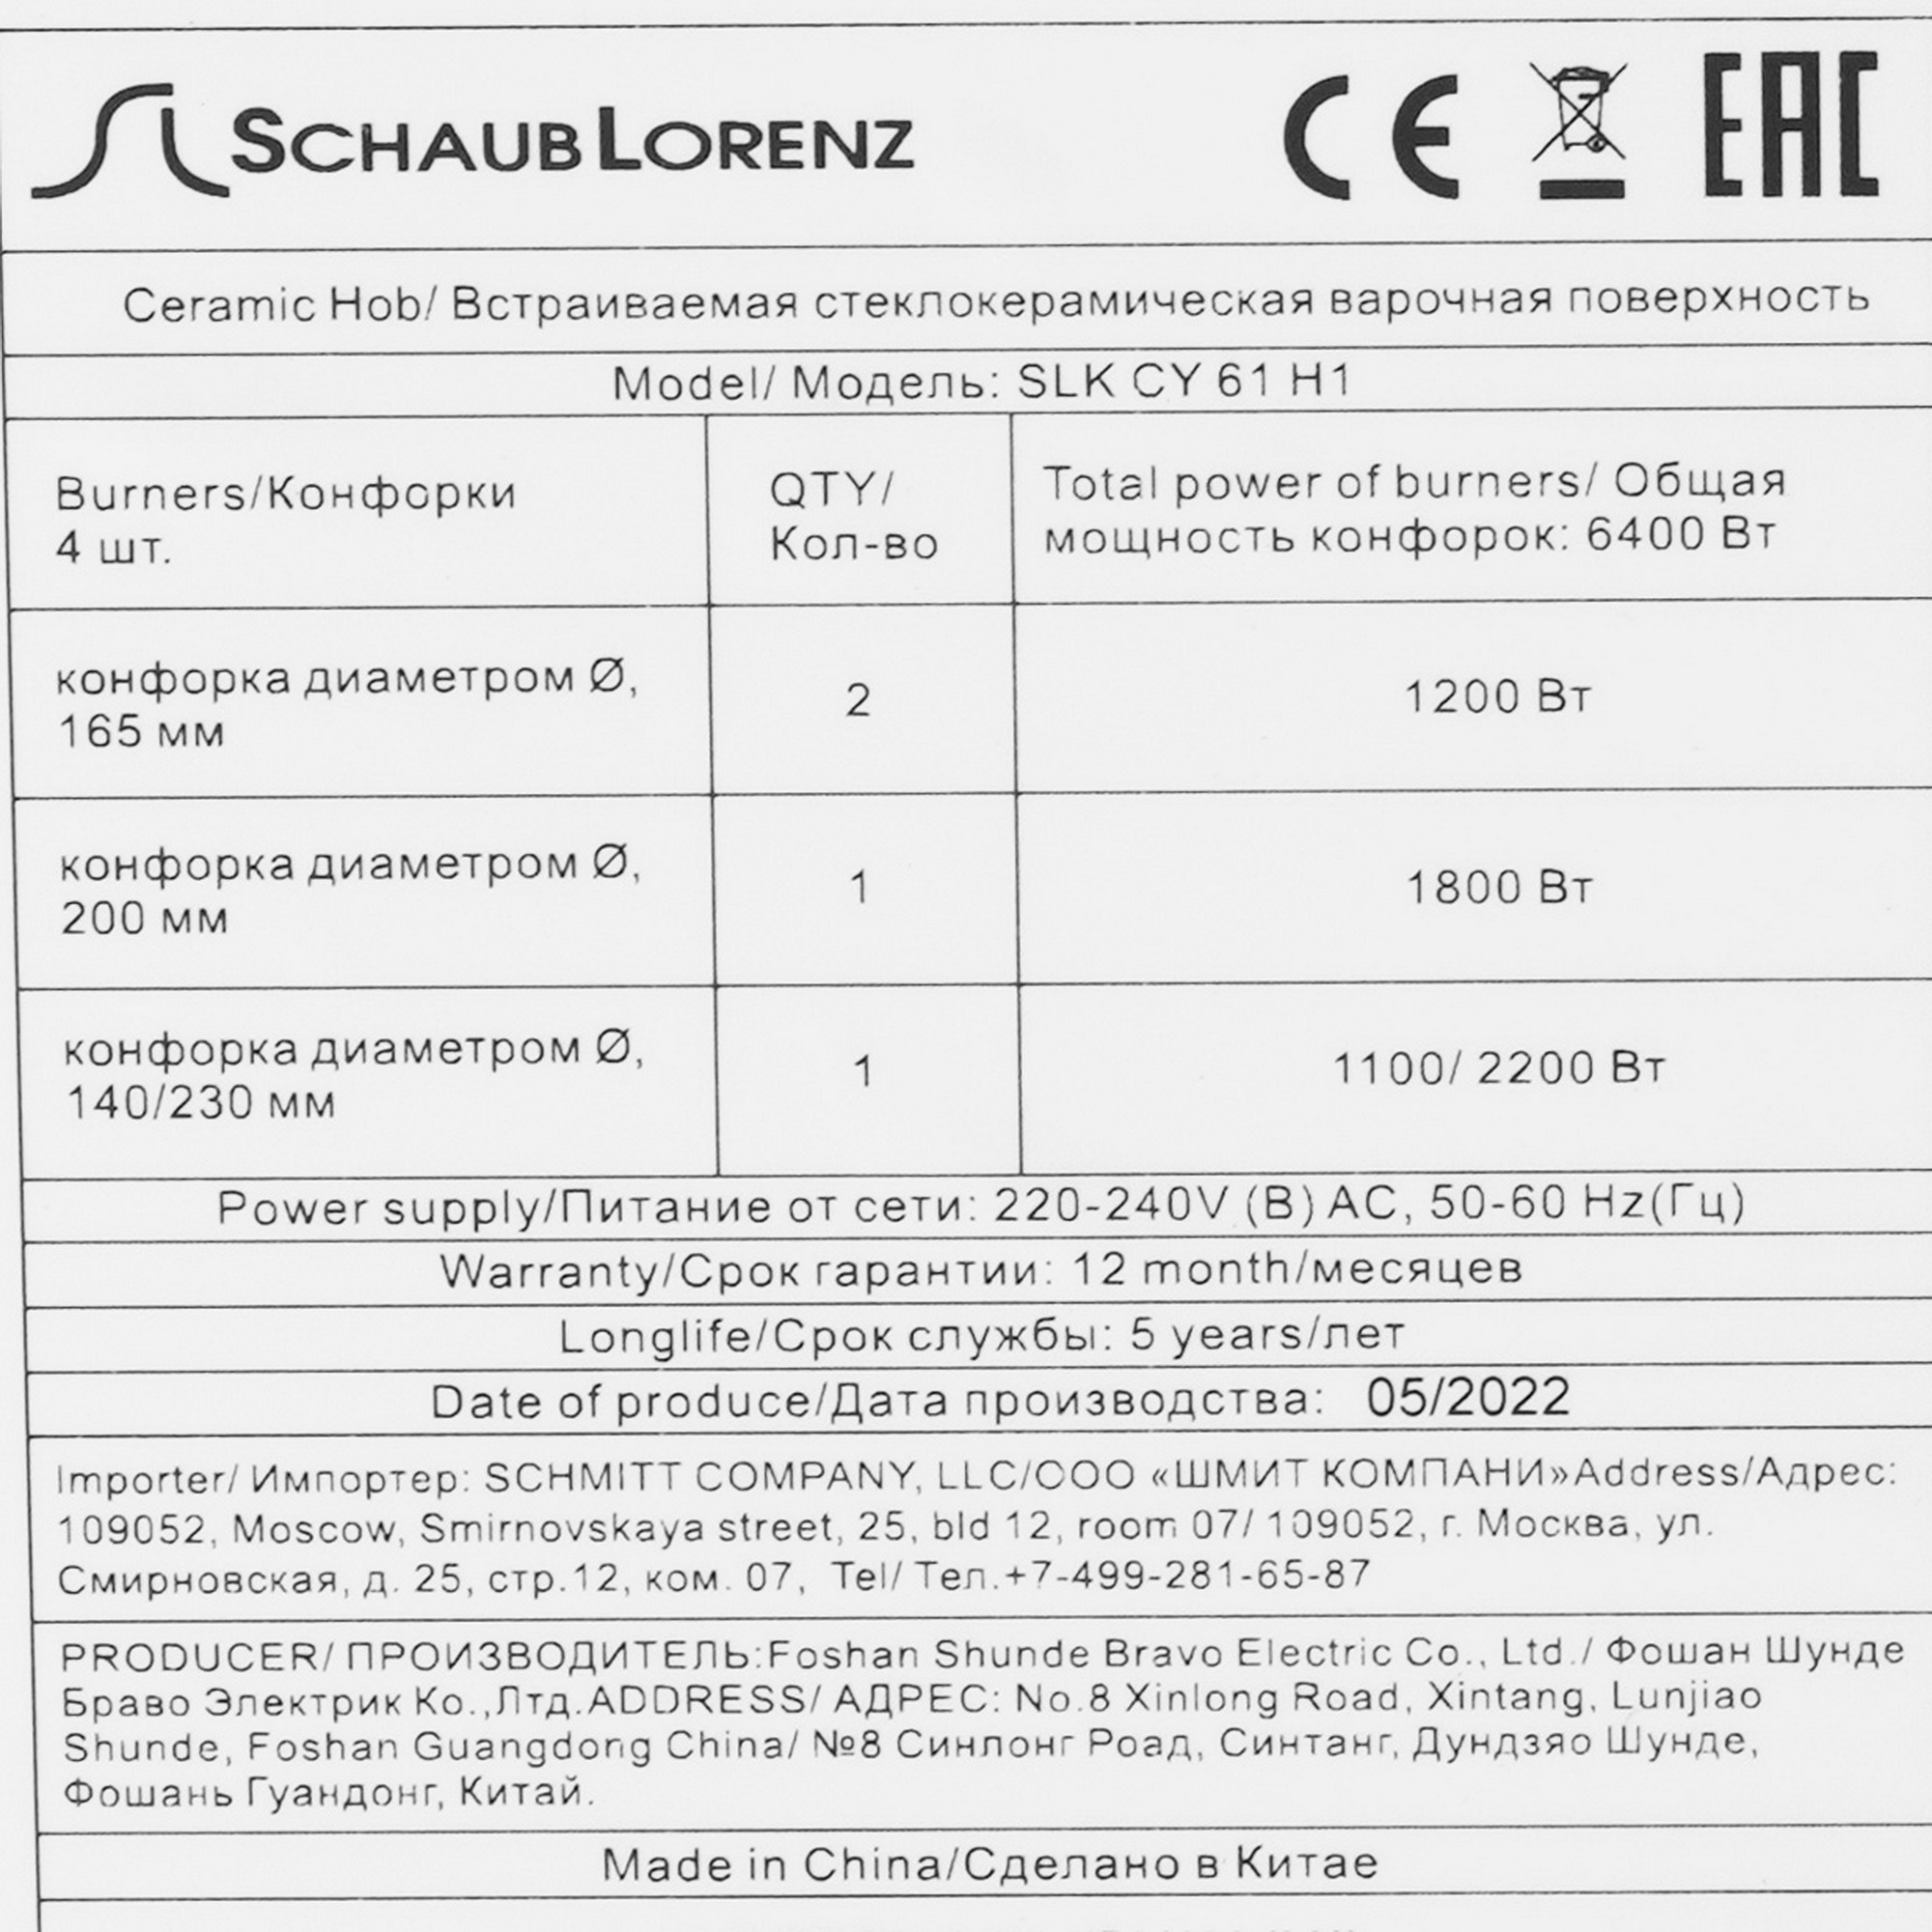 SCHAUB LORENZ CE EAC
Ceramic Hob/ Встраиваемая стеклокерамическая варочная поверхность
Model/ Модель: SLK CY 61 H1
Burners/Конфорки
4 шт.
QTY/
Кол-во
Total power of burners/ Общая
мощность конфорок: 6400 Вт
конфорка диаметром Ø,
165 мм
2
1200 Вт
конфорка диаметром Ø,
200 мм
1
1800 Вт
конфорка диаметром Ø,
140/230 мм
1
1100/ 2200 Вт
Power supply/Питание от сети: 220-240V (В) AC, 50-60 Hz(Гц)
Warranty/Срок гарантии: 12 month/месяцев
Longlife/Срок службы: 5 years/лет
Date of produce/Дата производства: 05/2022
Importer/ Импортер: SCHMITT COMPANY, LLC/ООО «ШМИТ КОМПАНИ»Address/Адрес:
109052, Moscow, Smirnovskaya street, 25, bld 12, room 07/ 109052, г. Москва, ул.
Смирновская, д. 25, стр.12, ком. 07, Tel/ Тел.+7-499-281-65-87
PRODUCER/ ПРОИЗВОДИТЕЛЬ:Foshan Shunde Bravo Electric Co., Ltd./ Фошан Шунде
Браво Электрик Ко.,Лтд.ADDRESS/ АДРЕС: No.8 Xinlong Road, Xintang, Lunjiao
Shunde, Foshan Guangdong China/ №8 Синлонг Роад, Синтанг, Дундзяо Шунде,
Фошань Гуандонг, Китай.
Made in China/Сделано в Китае